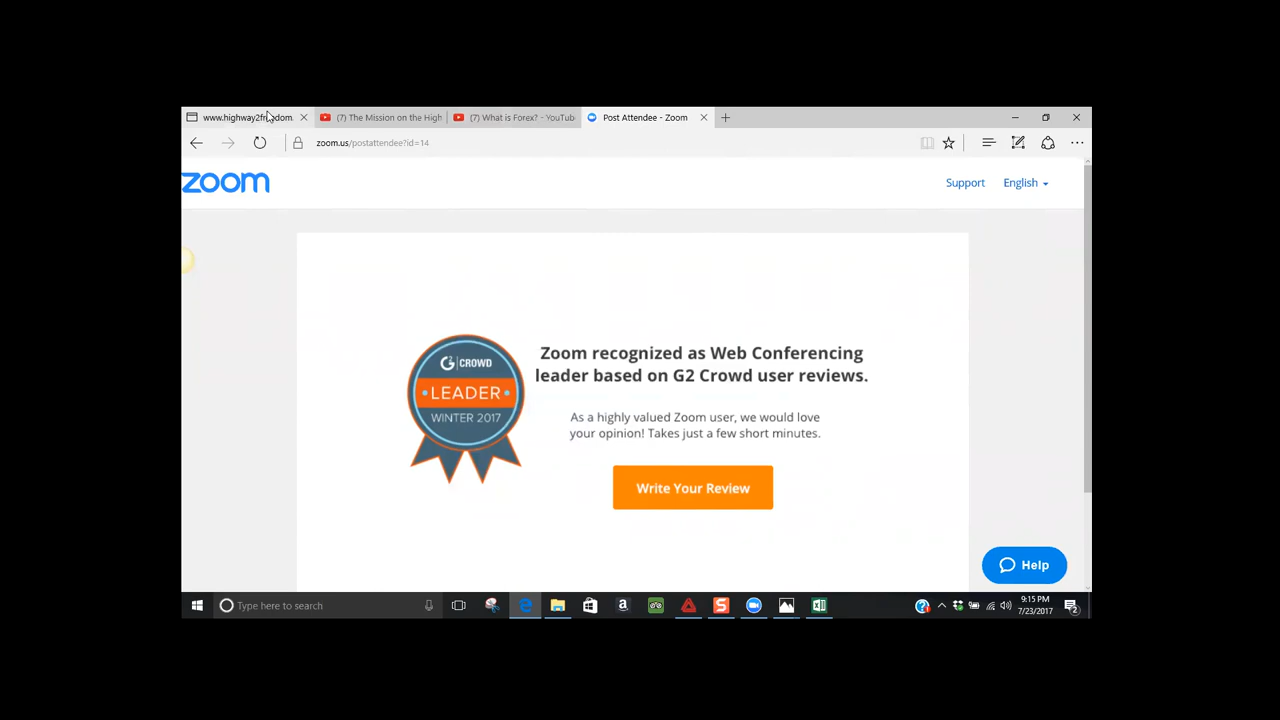 www.highway2fr
(7) The Mission on the High
(7) What is Forex? - YouTub
Post Attendee - Zoom
zoom.us/postattendee?id=14
zoom
Support
English
G2 CROWD
LEADER
WINTER 2017
Zoom recognized as Web Conferencing
leader based on G2 Crowd user reviews.
As a highly valued Zoom user, we would love
your opinion! Takes just a few short minutes.
Write Your Review
Help
Type here to search
9:15 PM
7/23/2017
2